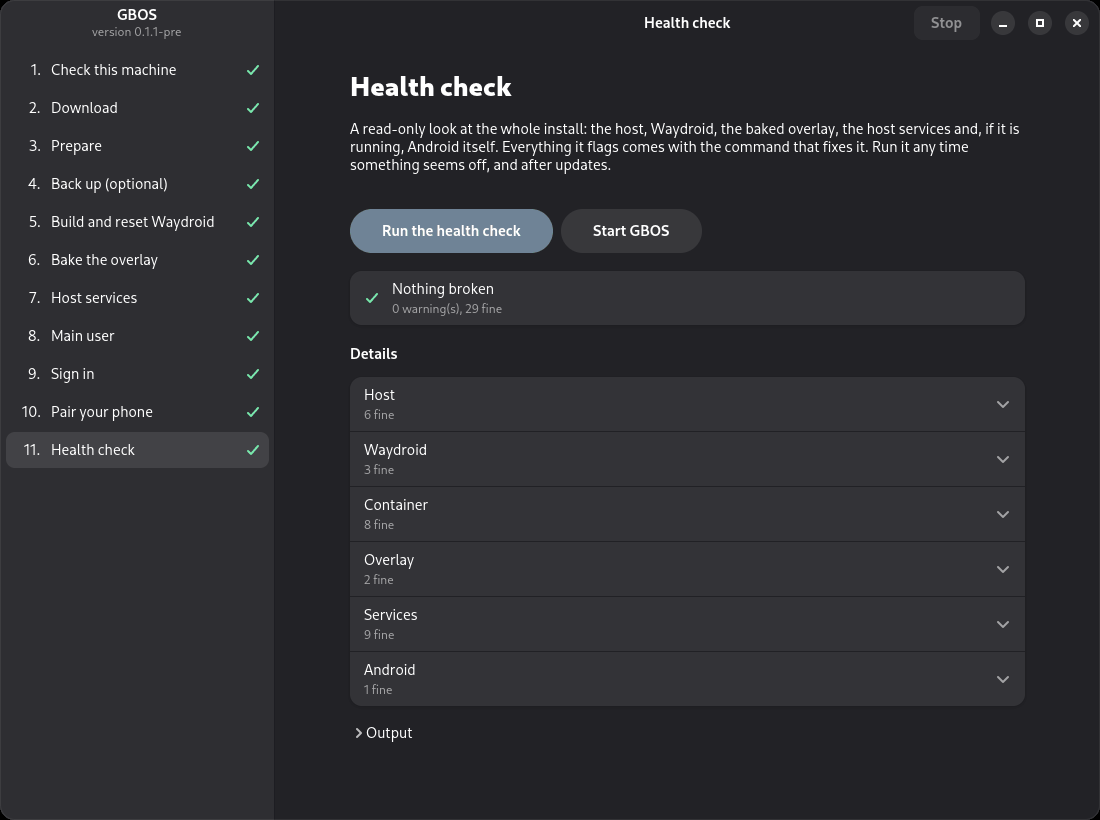 GBOS
version 0.1.1-pre
1. Check this machine
2. Download
3. Prepare
4. Back up (optional)
5. Build and reset Waydroid
6. Bake the overlay
7. Host services
8. Main user
9. Sign in
10. Pair your phone
11. Health check
Health check
Stop
Health check
A read-only look at the whole install: the host, Waydroid, the baked overlay, the host services and, if it is
running, Android itself. Everything it flags comes with the command that fixes it. Run it any time
something seems off, and after updates.
Run the health check
Start GBOS
Nothing broken
0 warning(s), 29 fine
Details
Host
6 fine
Waydroid
3 fine
Container
8 fine
Overlay
2 fine
Services
9 fine
Android
1 fine
Output